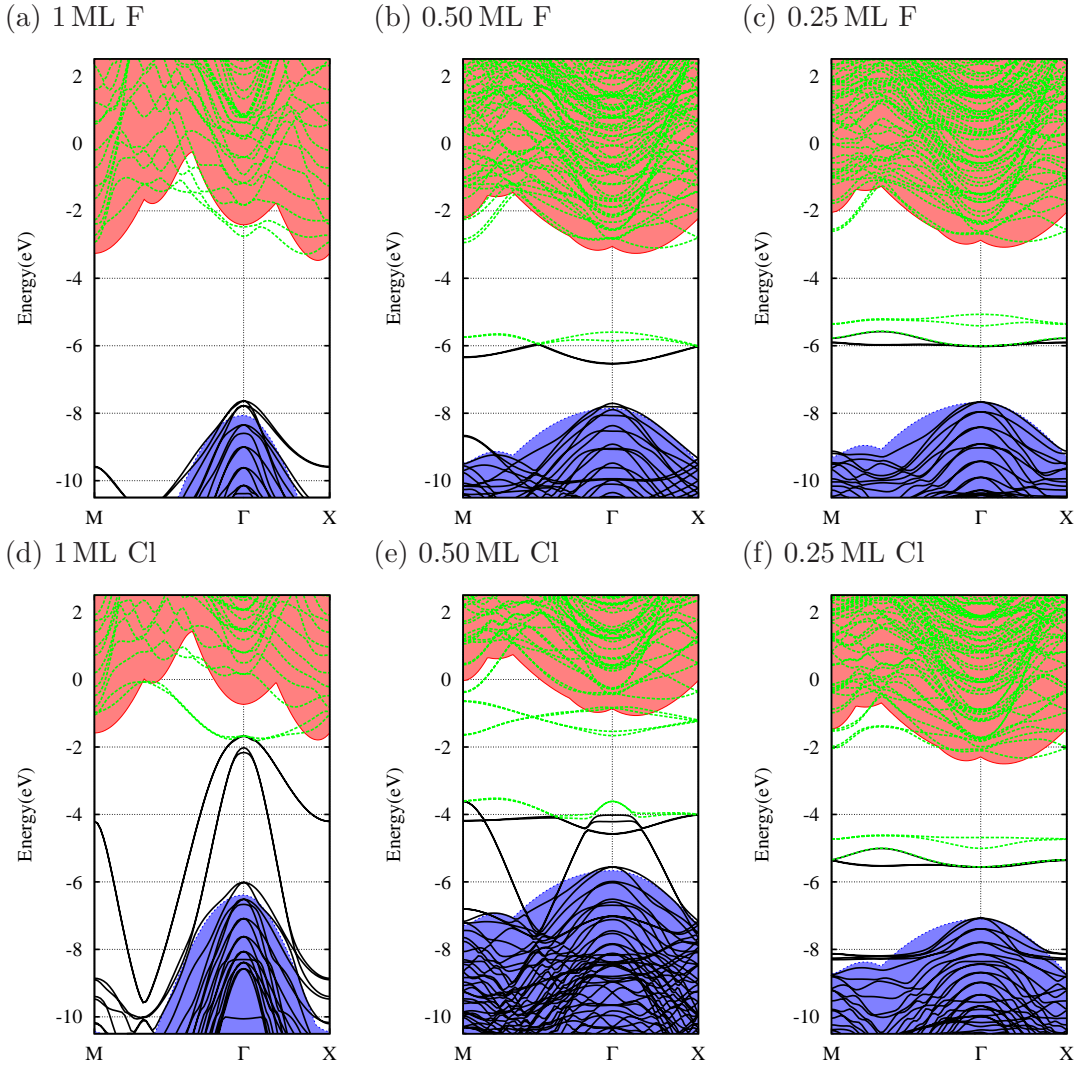 (a) 1 ML F
(b) 0.50 ML F
(c) 0.25 ML F
Energy(eV)
2
0
-2
-4
-6
-8
-10
M
Γ
X
Energy(eV)
2
0
-2
-4
-6
-8
-10
M
Γ
X
Energy(eV)
2
0
-2
-4
-6
-8
-10
M
Γ
X
(d) 1 ML Cl
(e) 0.50 ML Cl
(f) 0.25 ML Cl
Energy(eV)
2
0
-2
-4
-6
-8
-10
M
Γ
X
Energy(eV)
2
0
-2
-4
-6
-8
-10
M
Γ
X
Energy(eV)
2
0
-2
-4
-6
-8
-10
M
Γ
X